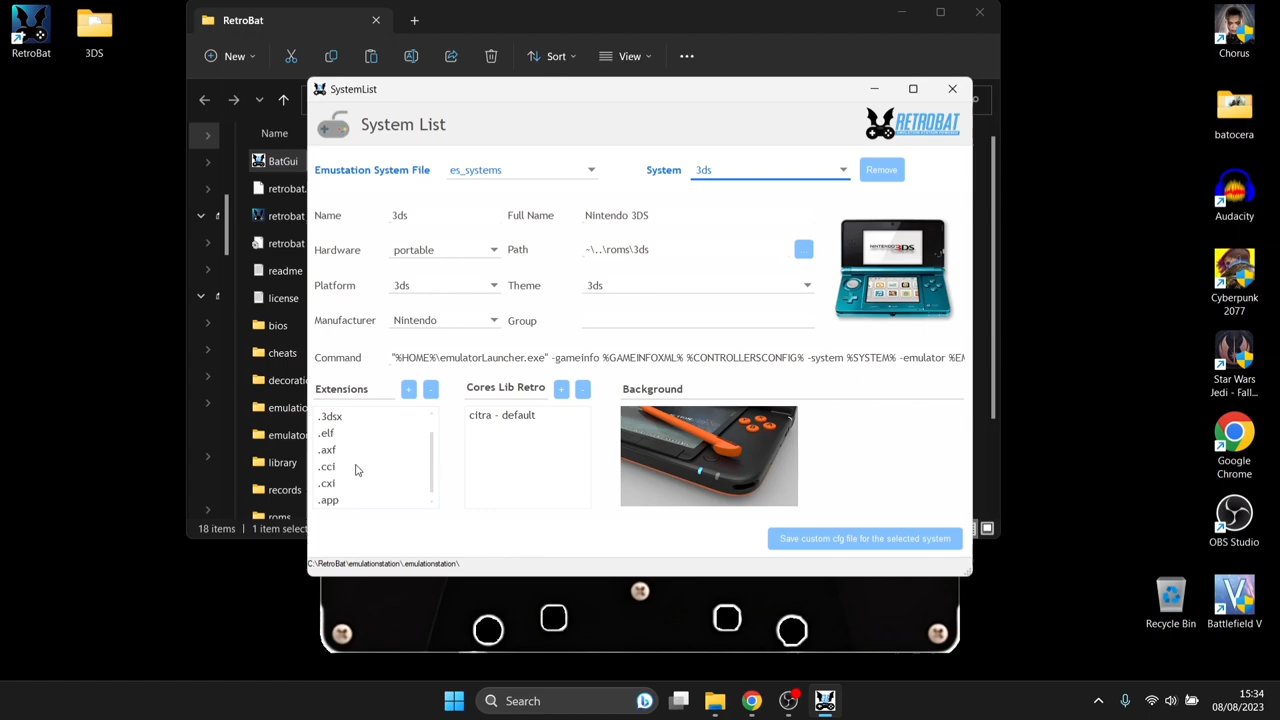 RetroBat
3DS
RetroBat
New
Sort
View
Name
BatGui
retrobat.
retrobat
retrobat
readme
license
bios
cheats
emulator
library
records
roms
18 items
1 item select
SystemList
System List
RETROBAT
Emustation System File
es_systems
System
3ds
Remove
Name
3ds
Full Name
Nintendo 3DS
Hardware
portable
Path
~\..\roms\3ds
...
Platform
3ds
Theme
3ds
Manufacturer
Nintendo
Group
Command
"%HOME%\emulatorLauncher.exe" -gameinfo %GAMEINFOXML% %CONTROLLERSCONFIG% -system %SYSTEM% -emulator %EM
Extensions
+
-
Cores Lib Retro
+
-
Background
.3dsx
.elf
.axf
.cci
.cxi
.app
citra - default
NINTENDO 3DS
Save custom cfg file for the selected system
C:\RetroBat\emulationstation\.emulationstation\
Chorus
batocera
Audacity
Cyberpunk
2077
Star Wars
Jedi - Fall...
Google
Chrome
OBS Studio
Recycle Bin
Battlefield V
Search
15:34
08/08/2023